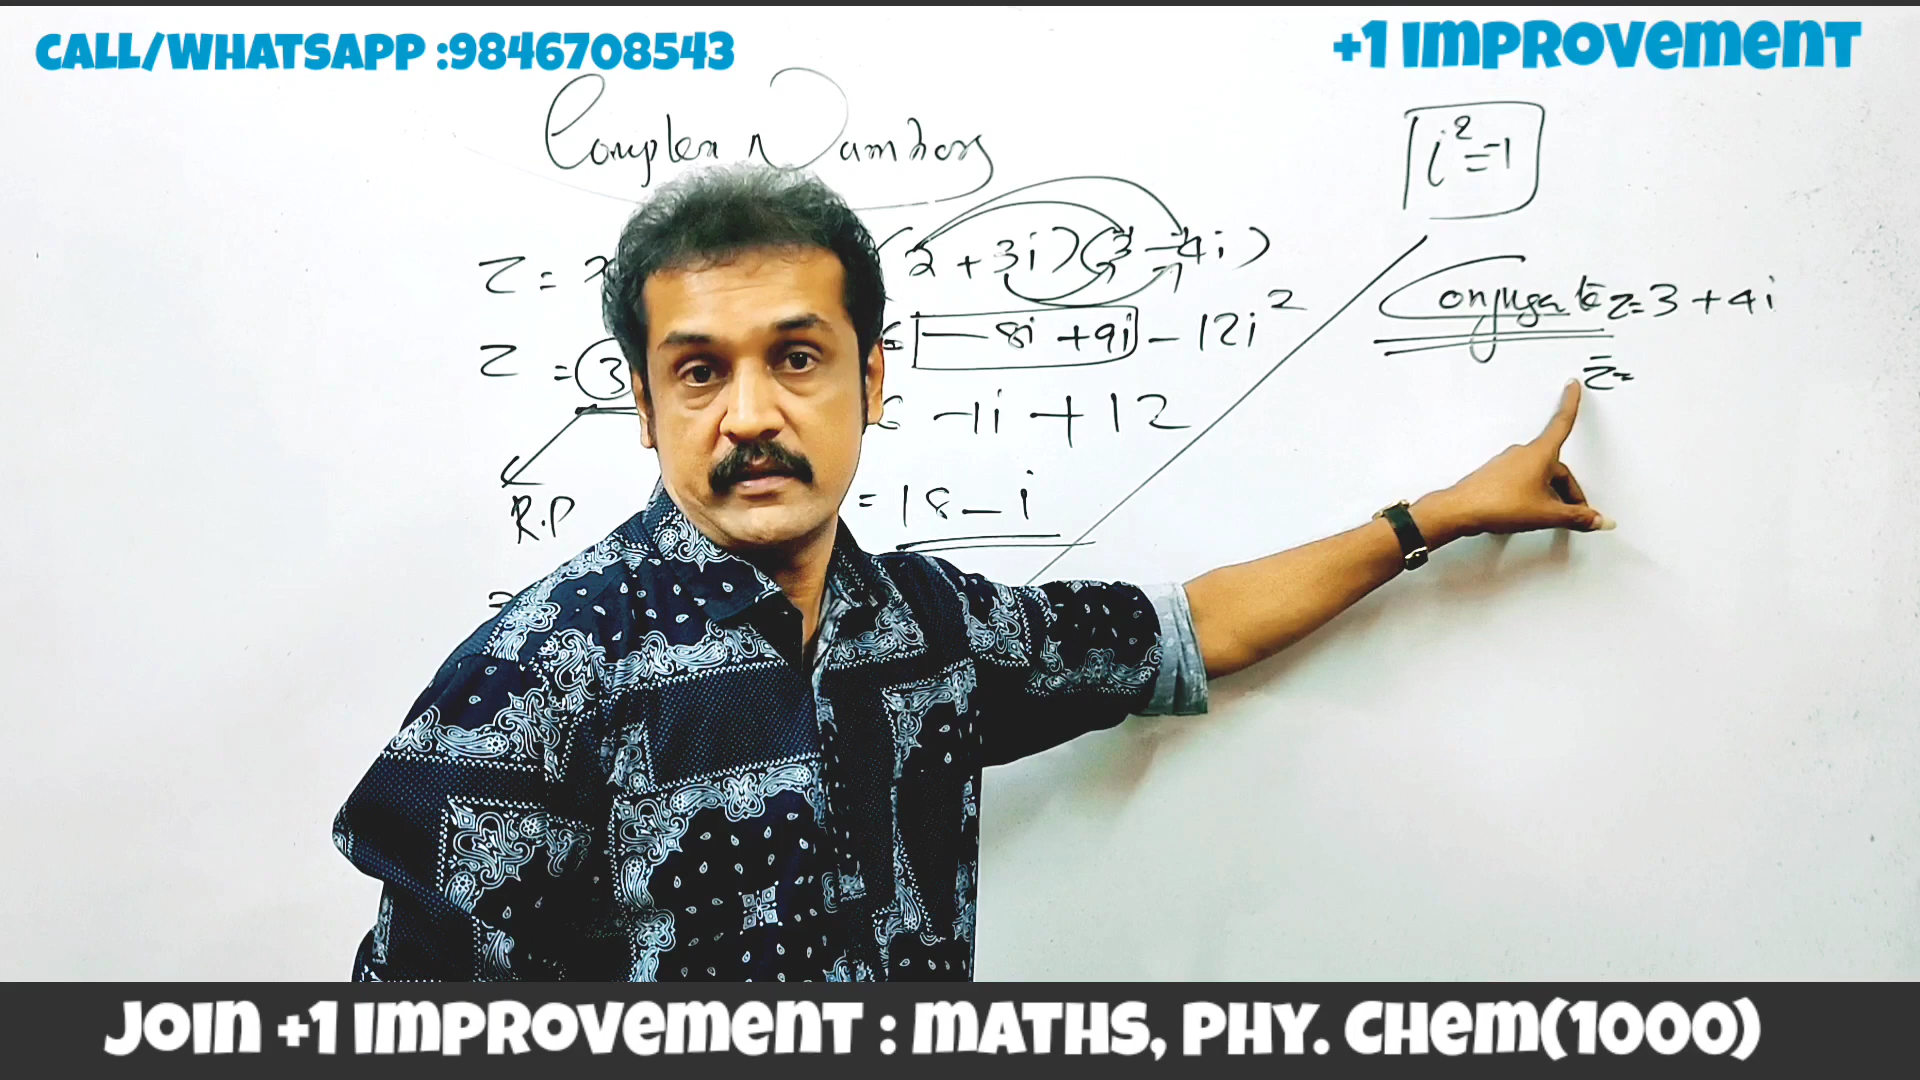 CALL/WHATSAPP :9846708543
+1 IMPROVEMENT
Complex Numbers
i² = -1
(2 + 3i)(3 - 4i)
z =
- 8i + 9i - 12i²
z = 3
- 1i + 12
R.P
= 18 - i
Conjugate z = 3 + 4i
z̄ =
JOIN +1 IMPROVEMENT : MATHS, PHY. CHEM(1000)